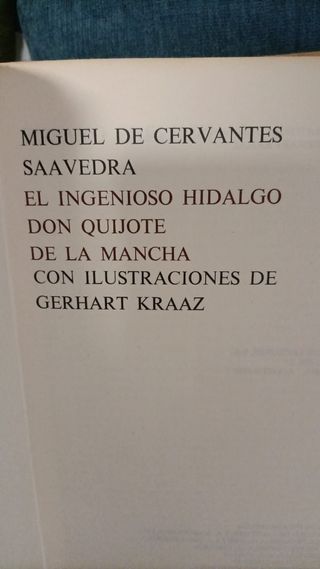 MIGUEL DE CERVANTES
SAAVEDRA
EL INGENIOSO HIDALGO
DON QUIJOTE
DE LA MANCHA
CON ILUSTRACIONES DE
GERHART KRAAZ